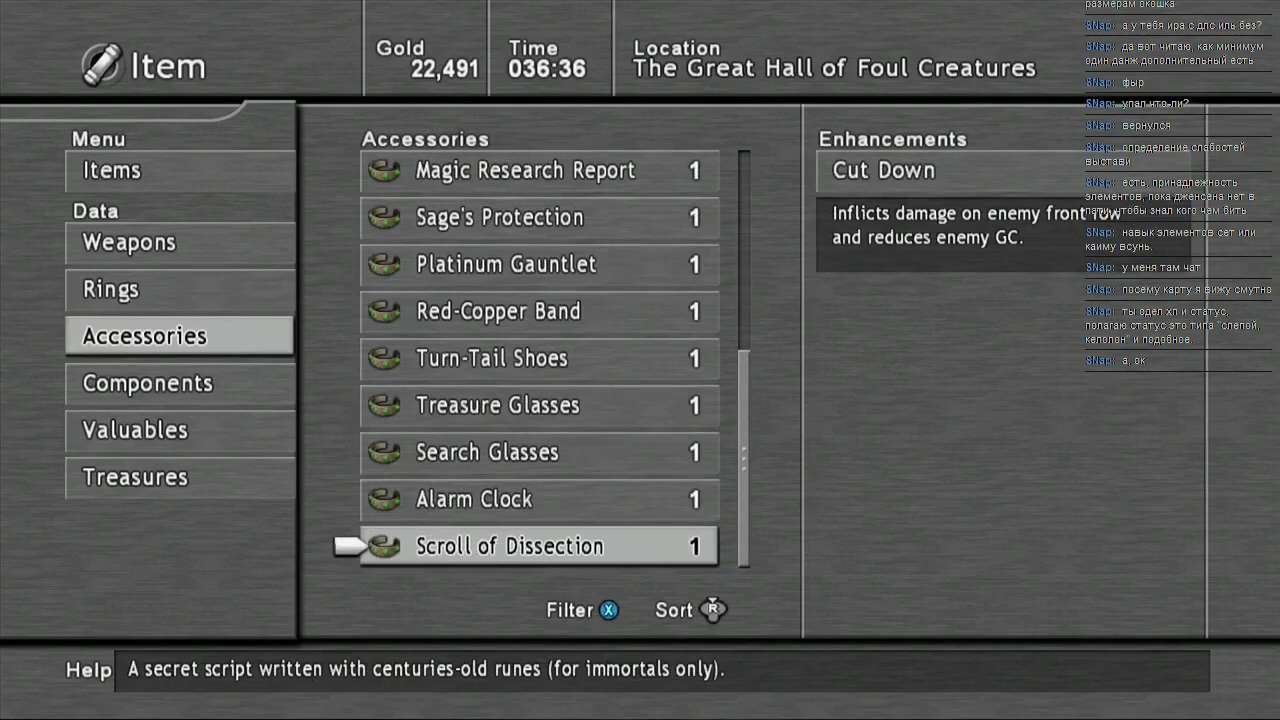 Item
Gold
22,491
Time
036:36
Location
The Great Hall of Foul Creatures
Menu
Items
Data
Weapons
Rings
Accessories
Components
Valuables
Treasures
Accessories
Magic Research Report 1
Sage's Protection 1
Platinum Gauntlet 1
Red-Copper Band 1
Turn-Tail Shoes 1
Treasure Glasses 1
Search Glasses 1
Alarm Clock 1
Scroll of Dissection 1
Filter X
Sort R
Enhancements
Cut Down
Inflicts damage on enemy front row
and reduces enemy GC.
размерам окошка
SNap: а у тебя ира с длс иль без?
SNap: да вот читаю, как минимум
один данж дополнительный есть
SNap: фыр
SNap: упал что ли?
SNap: вернулся
SNap: определение слабостей
выстави
SNap: есть, принадлежность
элементов, пока дженсена нет в
пати, чтобы знал кого чем бить
SNap: навык элементов сет или
каиму всунь.
SNap: у меня там чат
SNap: посему карту я вижу смутно
SNap: ты одел хп и статус,
полагаю статус это типа "слепой,
келолон" и подобное.
SNap: а, ок
Help
A secret script written with centuries-old runes (for immortals only).